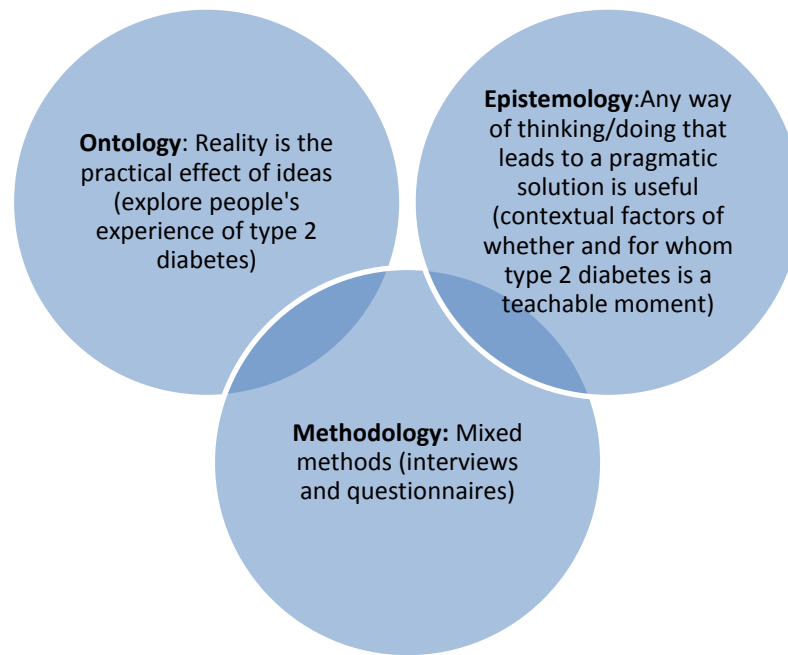 Ontology: Reality is the
practical effect of ideas
(explore people's
experience of type 2
diabetes)
Epistemology:Any way
of thinking/doing that
leads to a pragmatic
solution is useful
(contextual factors of
whether and for whom
type 2 diabetes is a
teachable moment)
Methodology: Mixed
methods (interviews
and questionnaires)